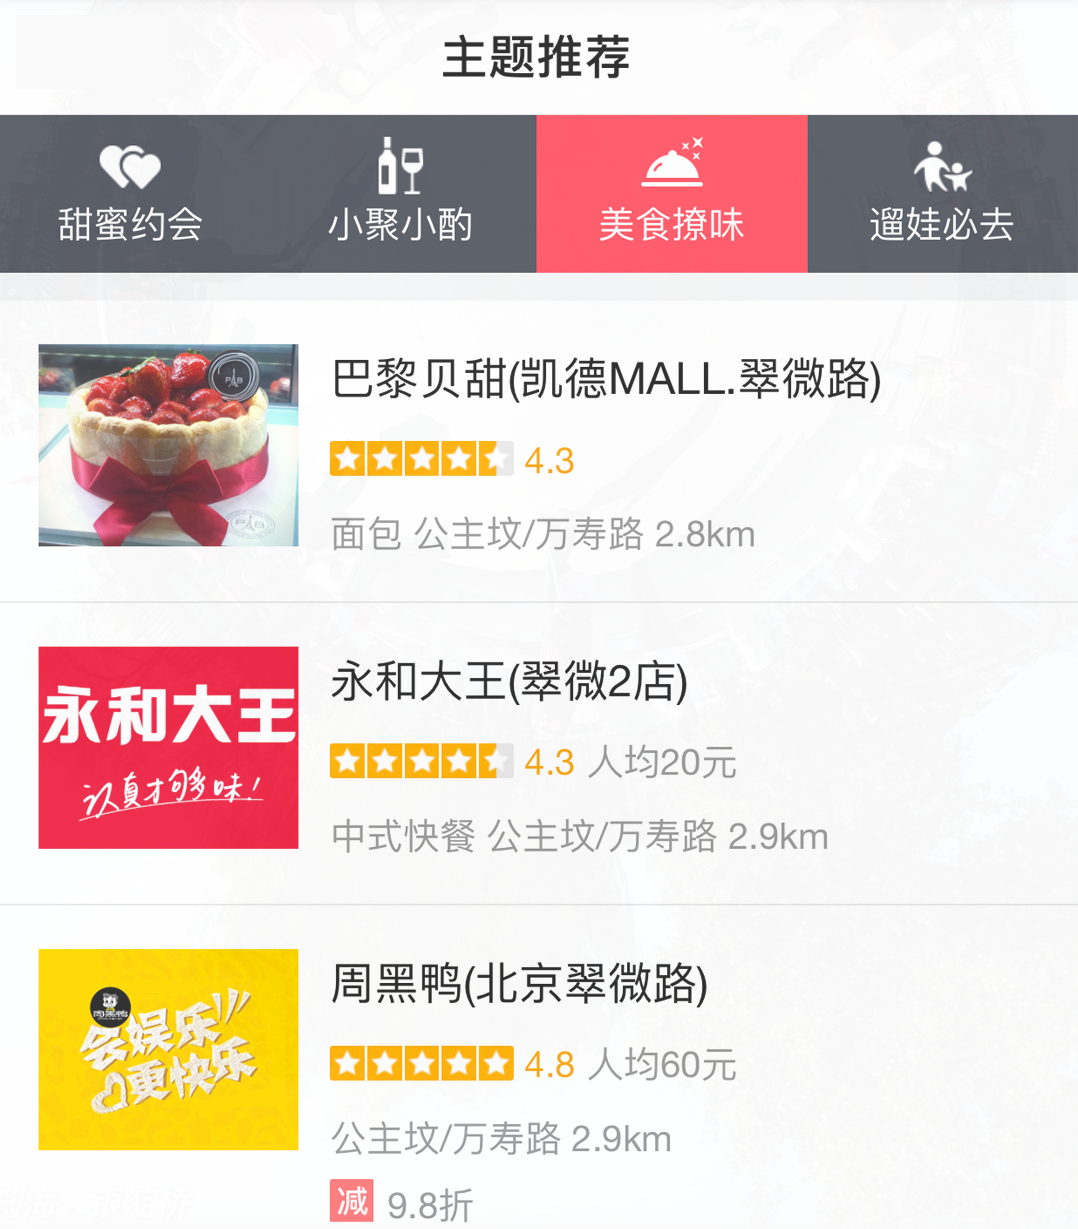 主题推荐
甜蜜约会
小聚小酌
美食撩味
遛娃必去
巴黎贝甜(凯德MALL.翠微路)
4.3
面包 公主坟/万寿路 2.8km
P B
P B
永和大王
认真才够多味!
永和大王(翠微2店)
4.3 人均20元
中式快餐 公主坟/万寿路 2.9km
周黑鸭
会娱乐
更快乐
周黑鸭(北京翠微路)
4.8 人均60元
公主坟/万寿路 2.9km
减 9.8折